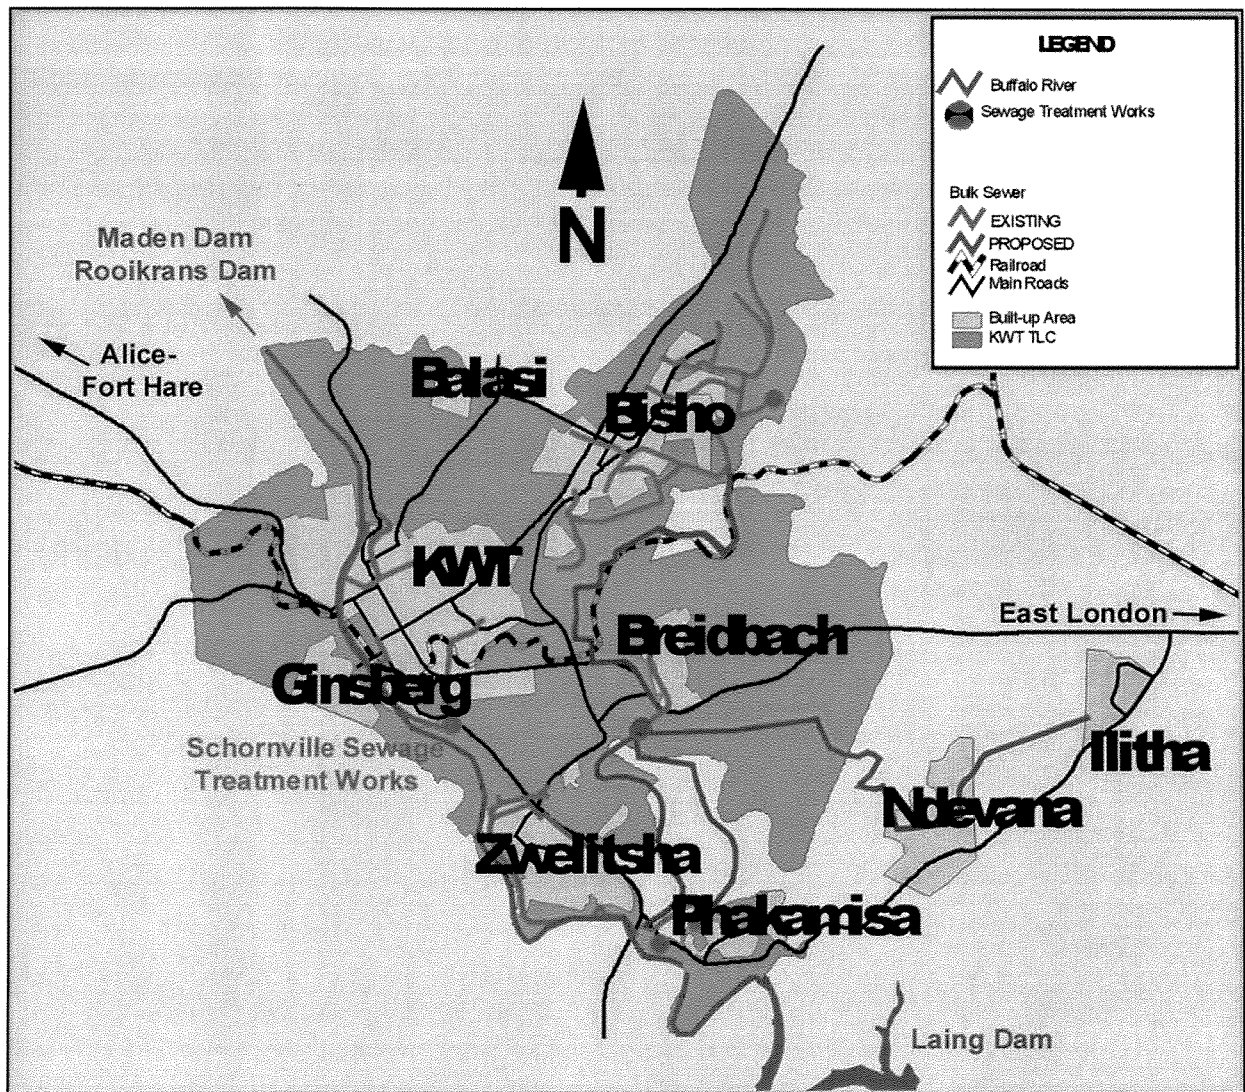 LEGEND
Buffalo River
Sewage Treatment Works
Bulk Sewer
EXISTING
PROPOSED
Railroad
Main Roads
Built-up Area
KWT TLC
N
Maden Dam
Rooikrans Dam
Alice-
Fort Hare
Balasi
Bisho
KWT
East London
Breidbach
Ginsberg
Schornville Sewage
Treatment Works
Ilitha
Ndevana
Zwelitsha
Phakamisa
Laing Dam